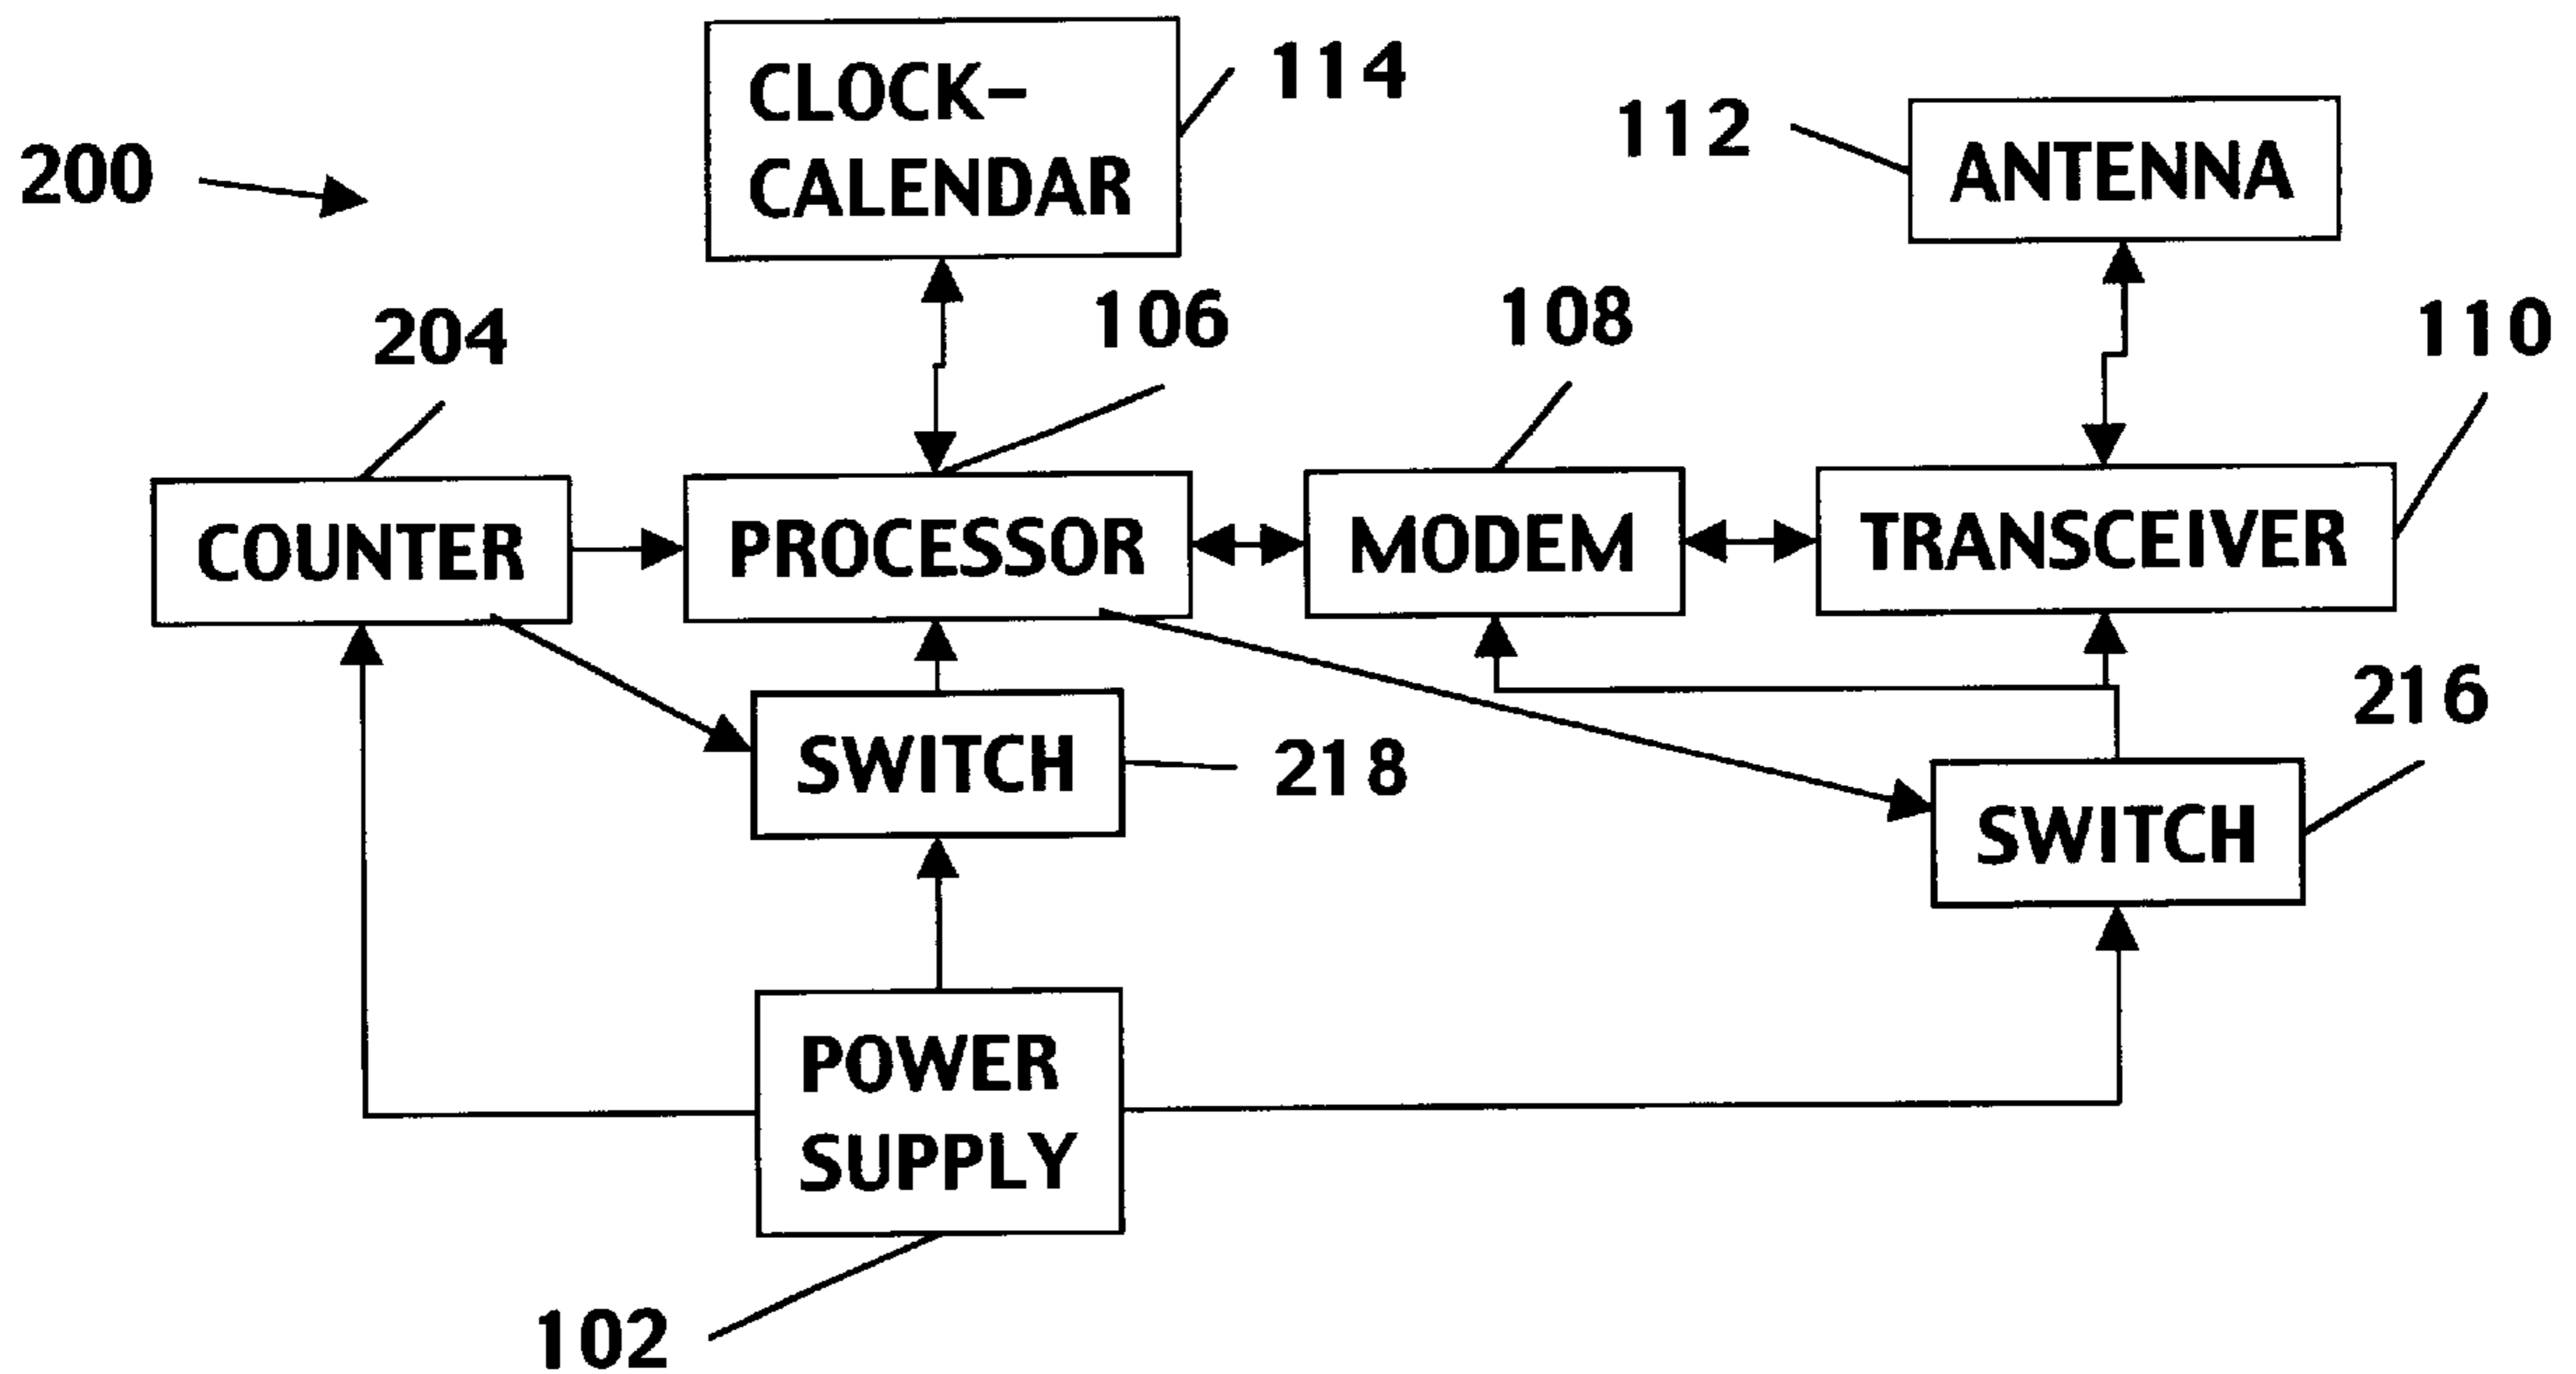 114
CLOCK-
CALENDAR
112
ANTENNA
200
204
106
108
110
COUNTER
PROCESSOR
MODEM
TRANSCEIVER
216
SWITCH
218
SWITCH
POWER
SUPPLY
102